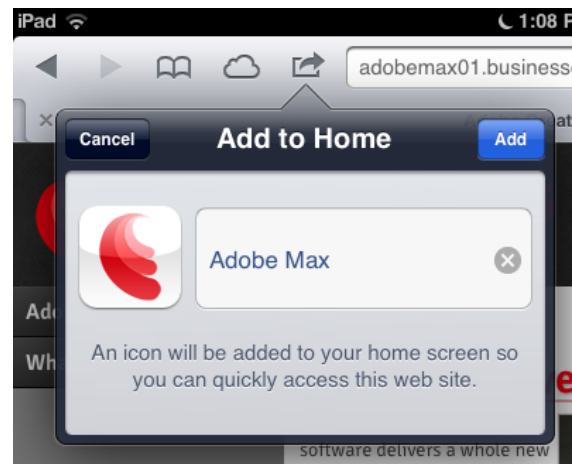 iPad 1:08 P
adobemax01.business
Cancel Add to Home Add
Adobe Max
An icon will be added to your home screen so
you can quickly access this web site.
software delivers a whole new